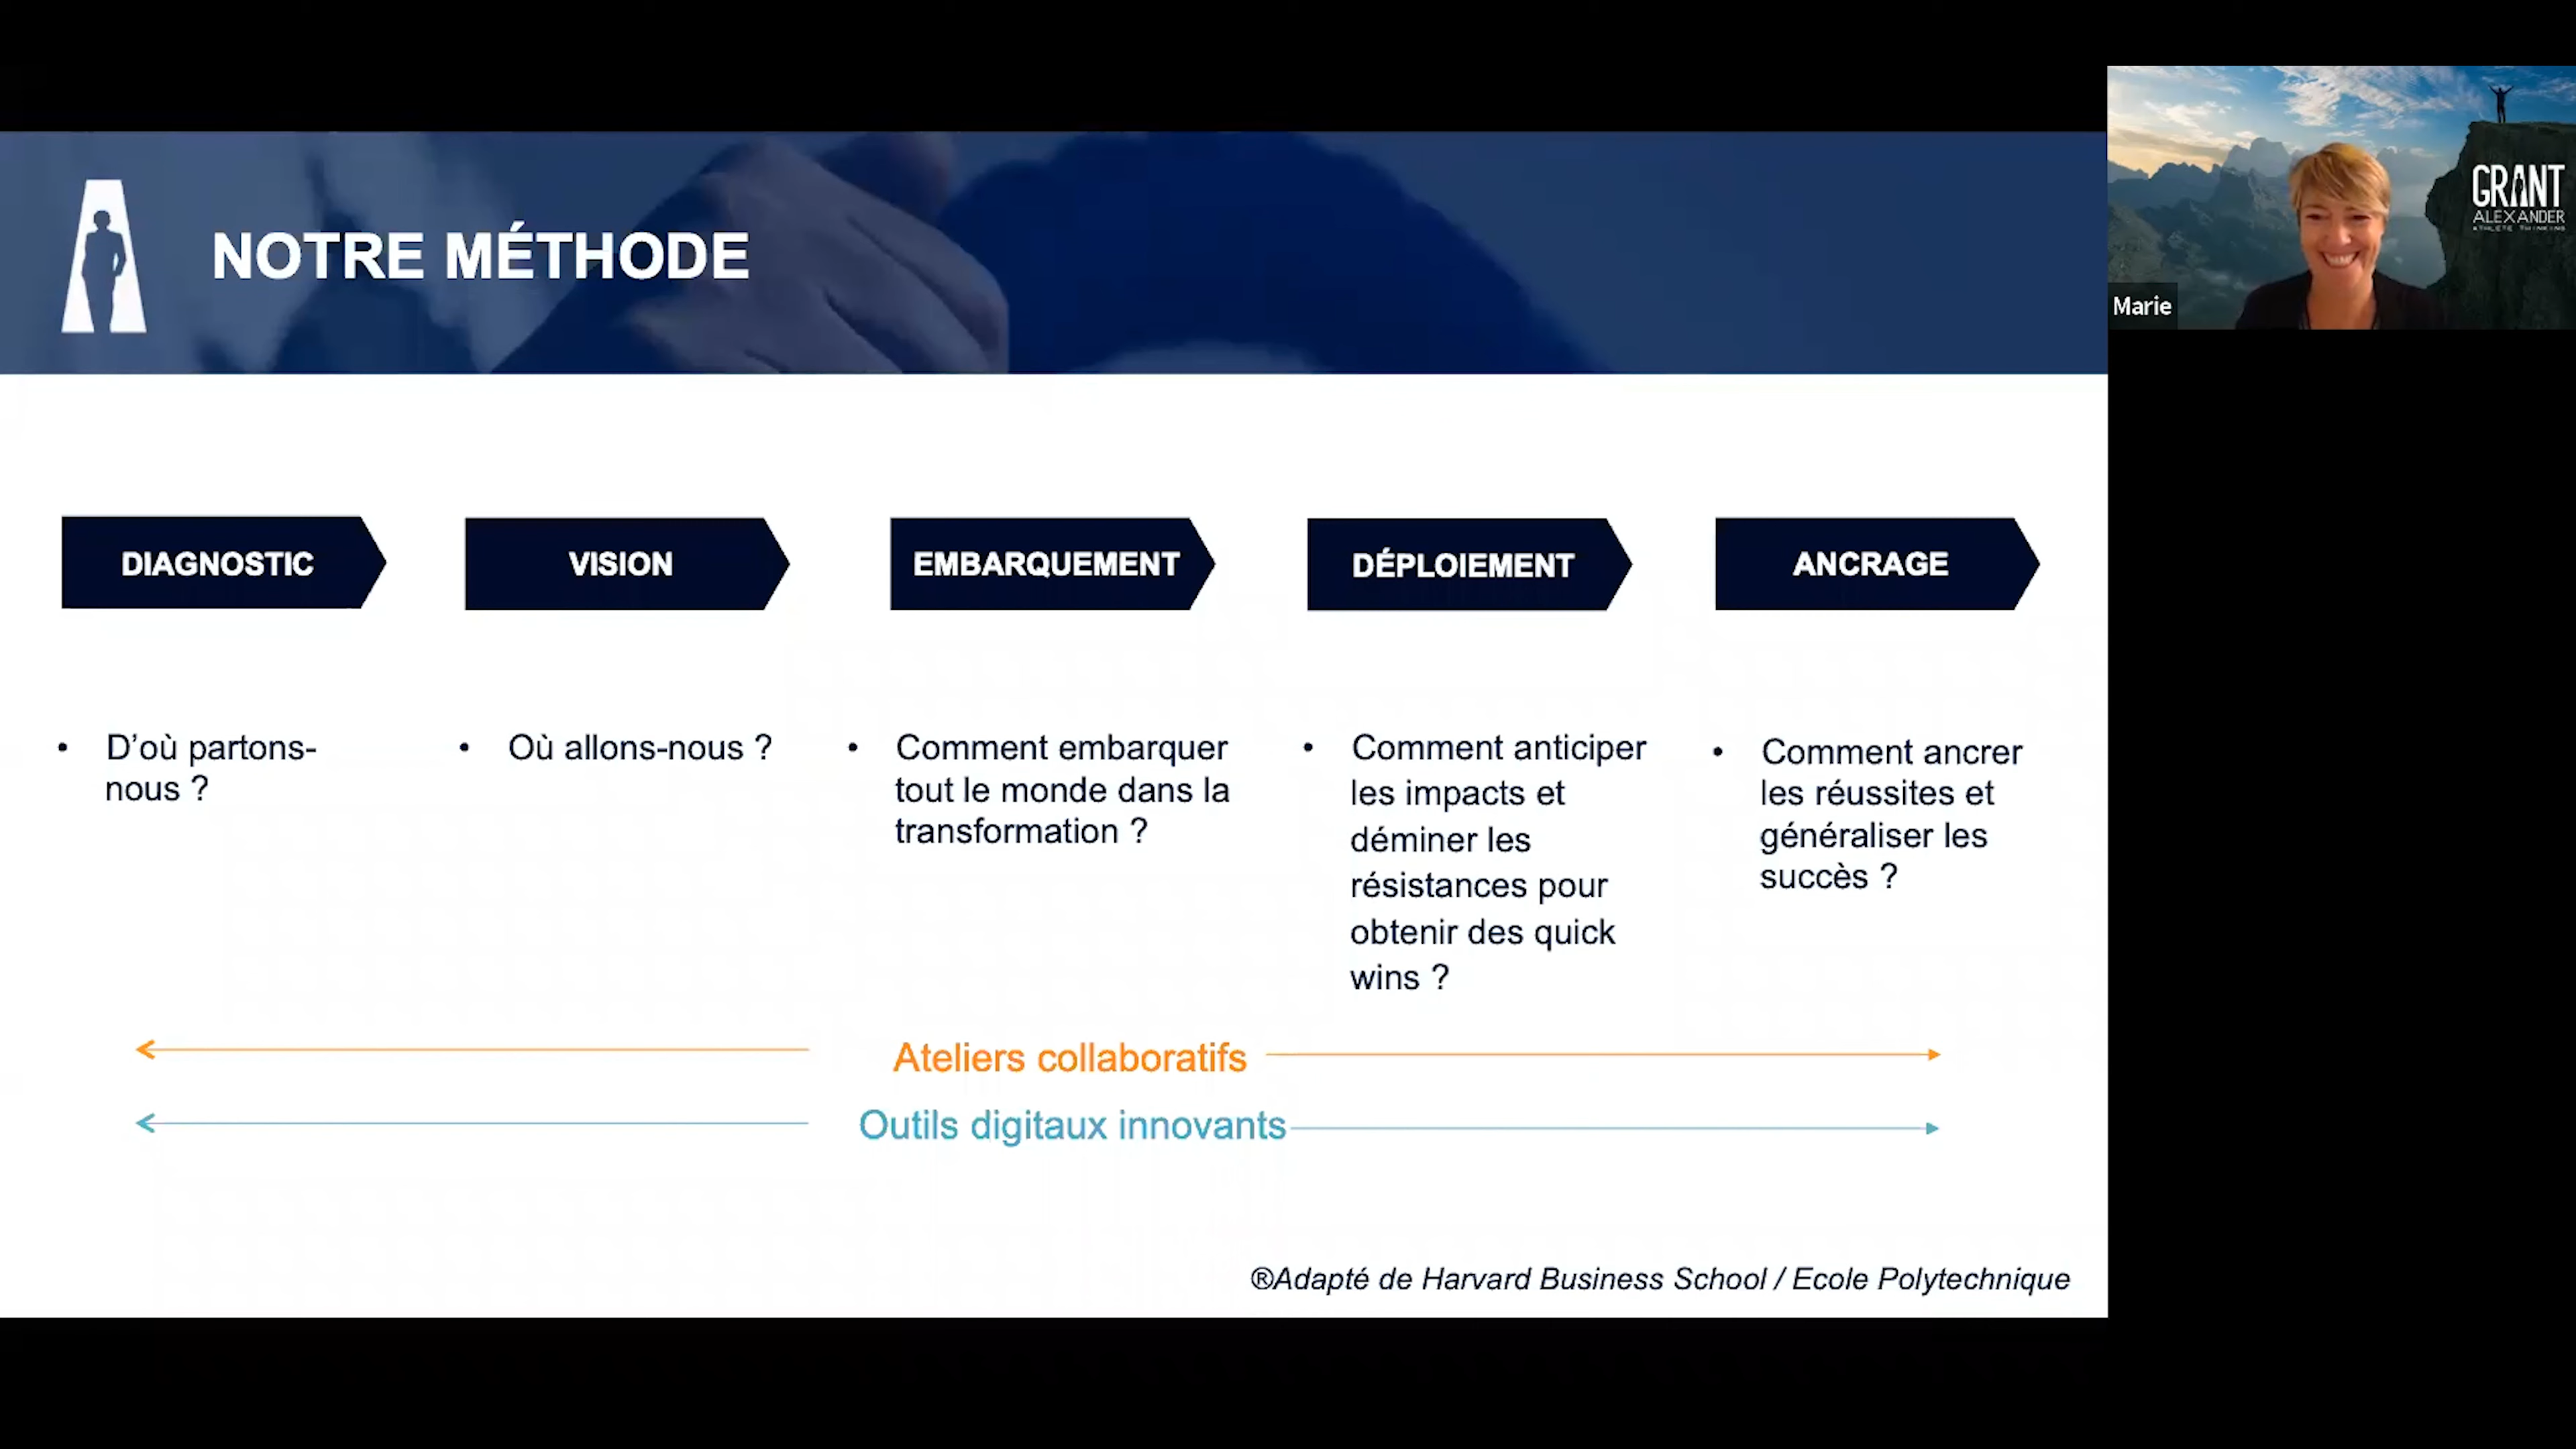 NOTRE MÉTHODE
GRANT
ALEXANDER
ATHLETE THINKING
Marie
DIAGNOSTIC
VISION
EMBARQUEMENT
DÉPLOIEMENT
ANCRAGE
• D’où partons-
nous ?
• Où allons-nous ?
• Comment embarquer
tout le monde dans la
transformation ?
• Comment anticiper
les impacts et
déminer les
résistances pour
obtenir des quick
wins ?
• Comment ancrer
les réussites et
généraliser les
succès ?
Ateliers collaboratifs
Outils digitaux innovants
®Adapté de Harvard Business School / Ecole Polytechnique